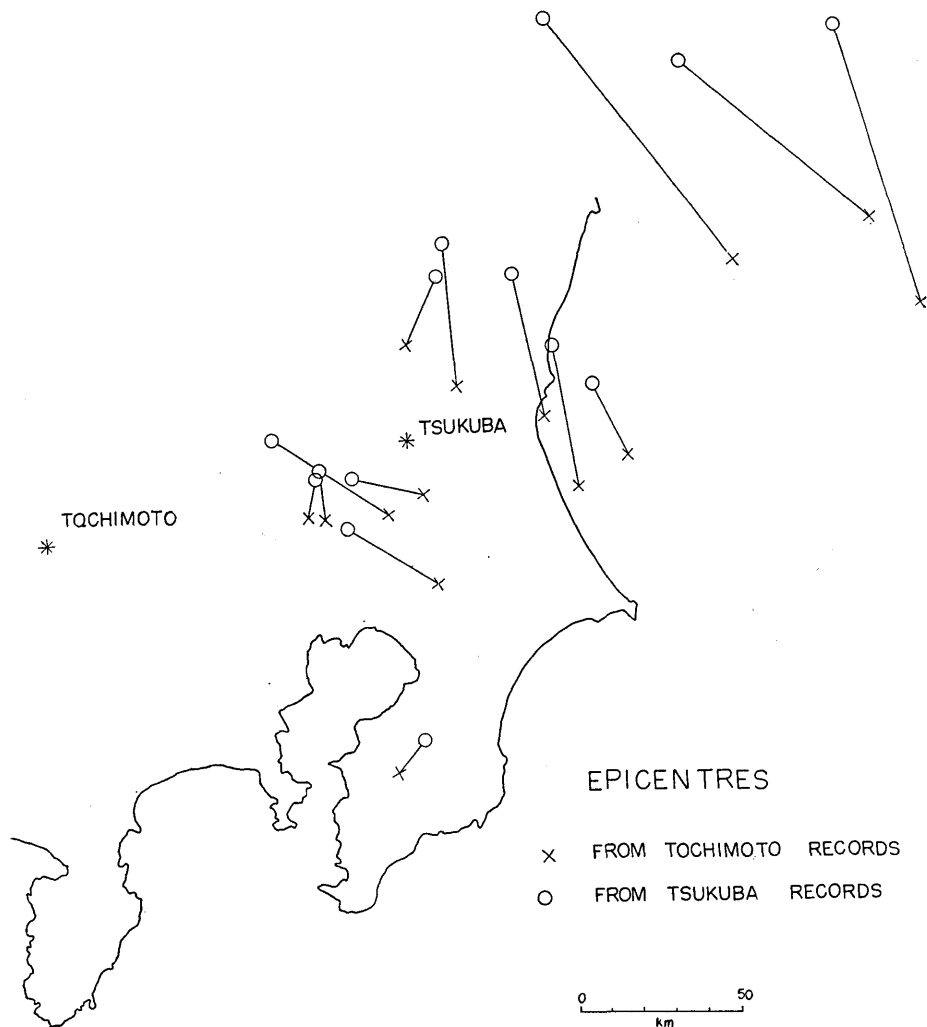 TSUKUBA
TOCHIMOTO
EPICENTRES
× FROM TOCHIMOTO RECORDS
○ FROM TSUKUBA RECORDS
0 50
km